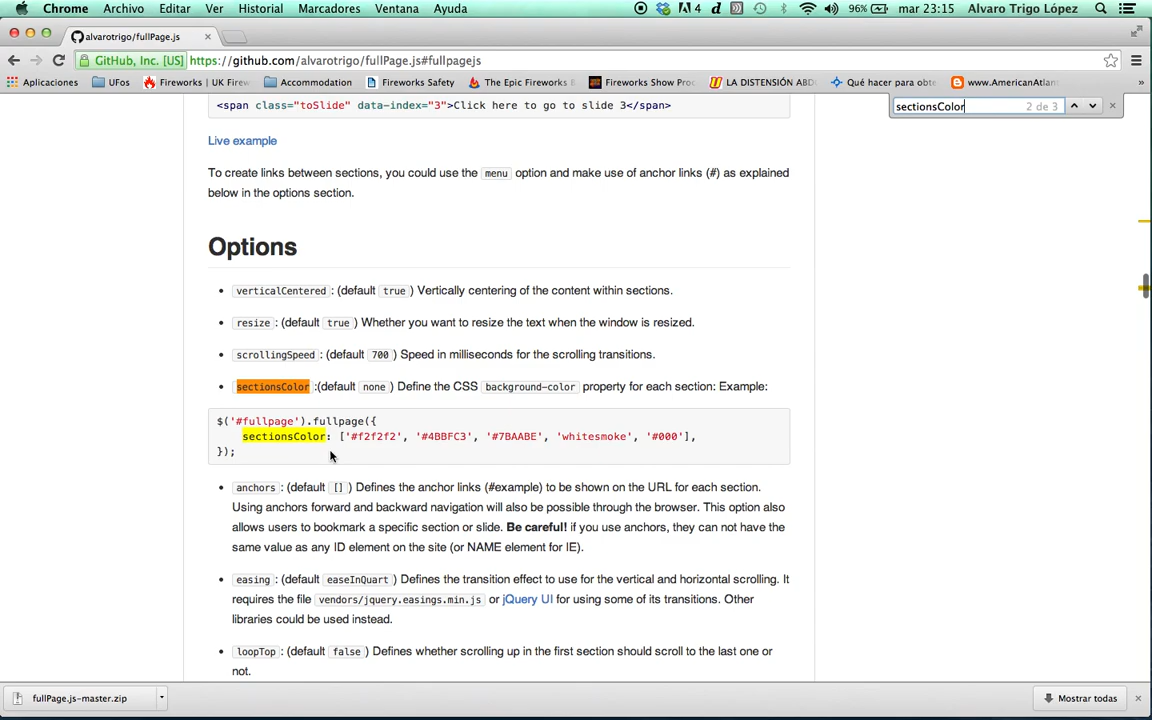 Chrome Archivo Editar Ver Historial Marcadores Ventana Ayuda 4 96% mar 23:15 Alvaro Trigo López
alvarotrigo/fullPage.js
GitHub, Inc. [US] https://github.com/alvarotrigo/fullPage.js#fullpagejs
Aplicaciones UFos Fireworks | UK Firew Accommodation Fireworks Safety The Epic Fireworks E Fireworks Show Proc LA DISTENSIÓN ABD Qué hacer para obte www.AmericanAtlan »
sectionsColor 2 de 3
<span class="toSlide" data-index="3">Click here to go to slide 3</span>
Live example
To create links between sections, you could use the menu option and make use of anchor links (#) as explained
below in the options section.
Options
• verticalCentered : (default true ) Vertically centering of the content within sections.
• resize : (default true ) Whether you want to resize the text when the window is resized.
• scrollingSpeed : (default 700 ) Speed in milliseconds for the scrolling transitions.
• sectionsColor :(default none ) Define the CSS background-color property for each section: Example:
$('#fullpage').fullpage({
sectionsColor: ['#f2f2f2', '#4BBFC3', '#7BAABE', 'whitesmoke', '#000'],
});
• anchors : (default [] ) Defines the anchor links (#example) to be shown on the URL for each section.
Using anchors forward and backward navigation will also be possible through the browser. This option also
allows users to bookmark a specific section or slide. Be careful! if you use anchors, they can not have the
same value as any ID element on the site (or NAME element for IE).
• easing : (default easeInQuart ) Defines the transition effect to use for the vertical and horizontal scrolling. It
requires the file vendors/jquery.easings.min.js or jQuery UI for using some of its transitions. Other
libraries could be used instead.
• loopTop : (default false ) Defines whether scrolling up in the first section should scroll to the last one or
not.
fullPage.js-master.zip Mostrar todas